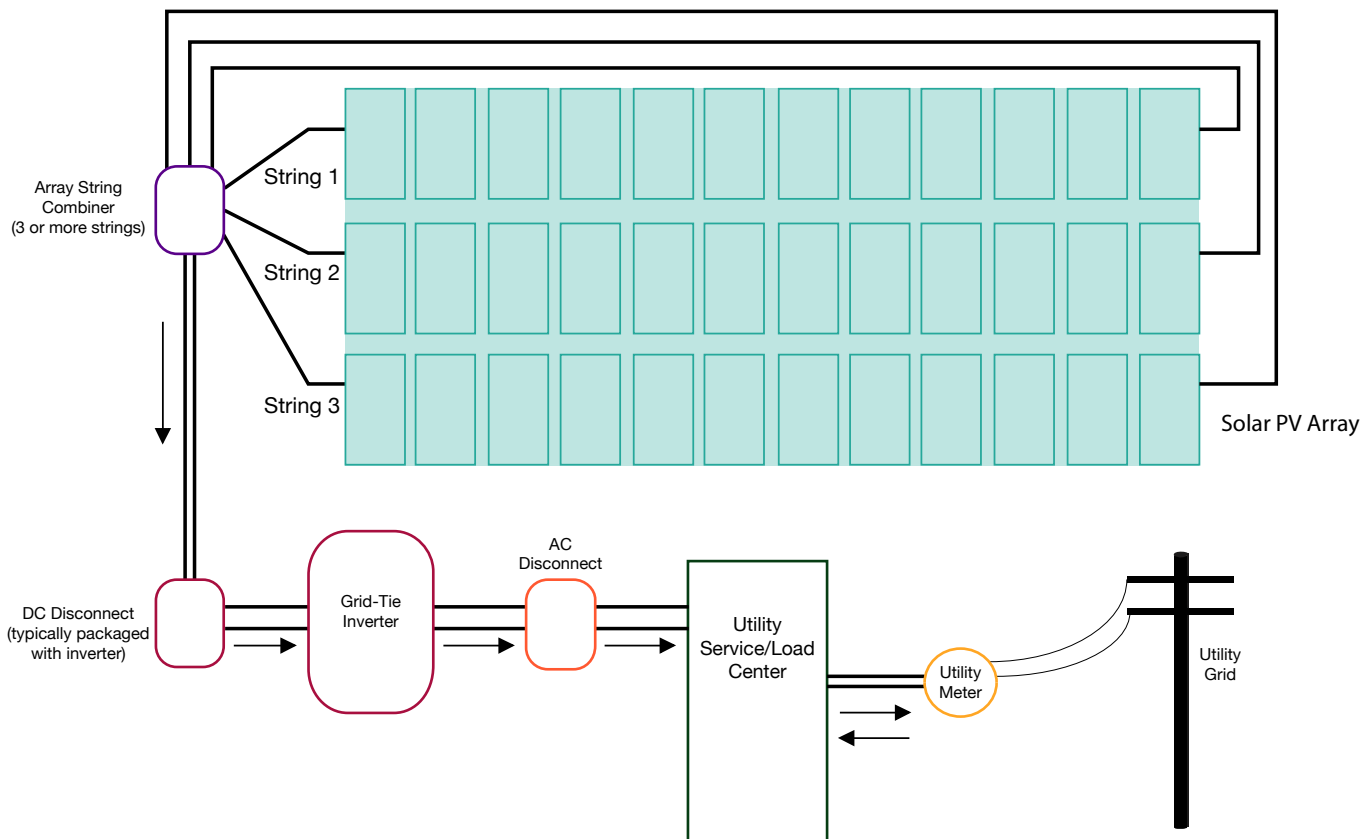 String 1
Array String
Combiner
(3 or more strings)
String 2
String 3
Solar PV Array
DC Disconnect
(typically packaged
with inverter)
Grid-Tie
Inverter
AC
Disconnect
Utility
Service/Load
Center
Utility
Meter
Utility
Grid